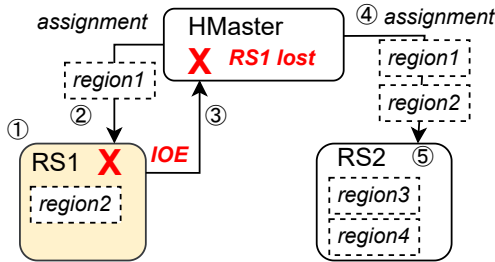 assignment
HMaster
④ assignment
X RS1 lost
region1
region1
②
③
region2
①
RS1 X
IOE
RS2 ⑤
region2
region3
region4